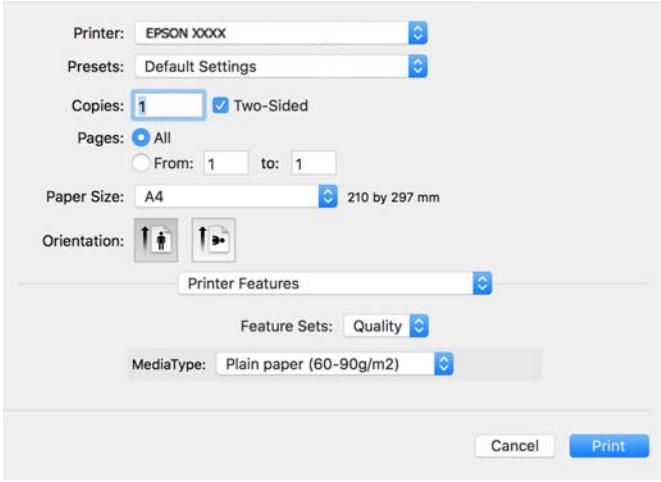 Printer: EPSON XXXX
Presets: Default Settings
Copies: 1 Two-Sided
Pages: All
From: 1 to: 1
Paper Size: A4 210 by 297 mm
Orientation:
Printer Features
Feature Sets: Quality
MediaType: Plain paper (60-90g/m2)
Cancel Print